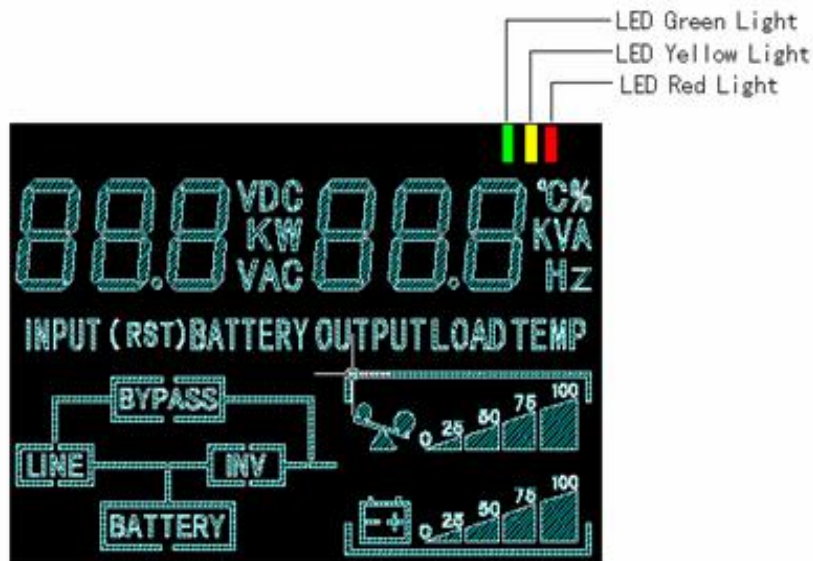 LED Green Light
LED Yellow Light
LED Red Light
88.8 VDC 88.8 ℃%
KW KVA
VAC Hz
INPUT (RST) BATTERY OUTPUT LOAD TEMP
BYPASS
LINE INV
BATTERY
0 25 50 75 100
- +
0 25 50 75 100